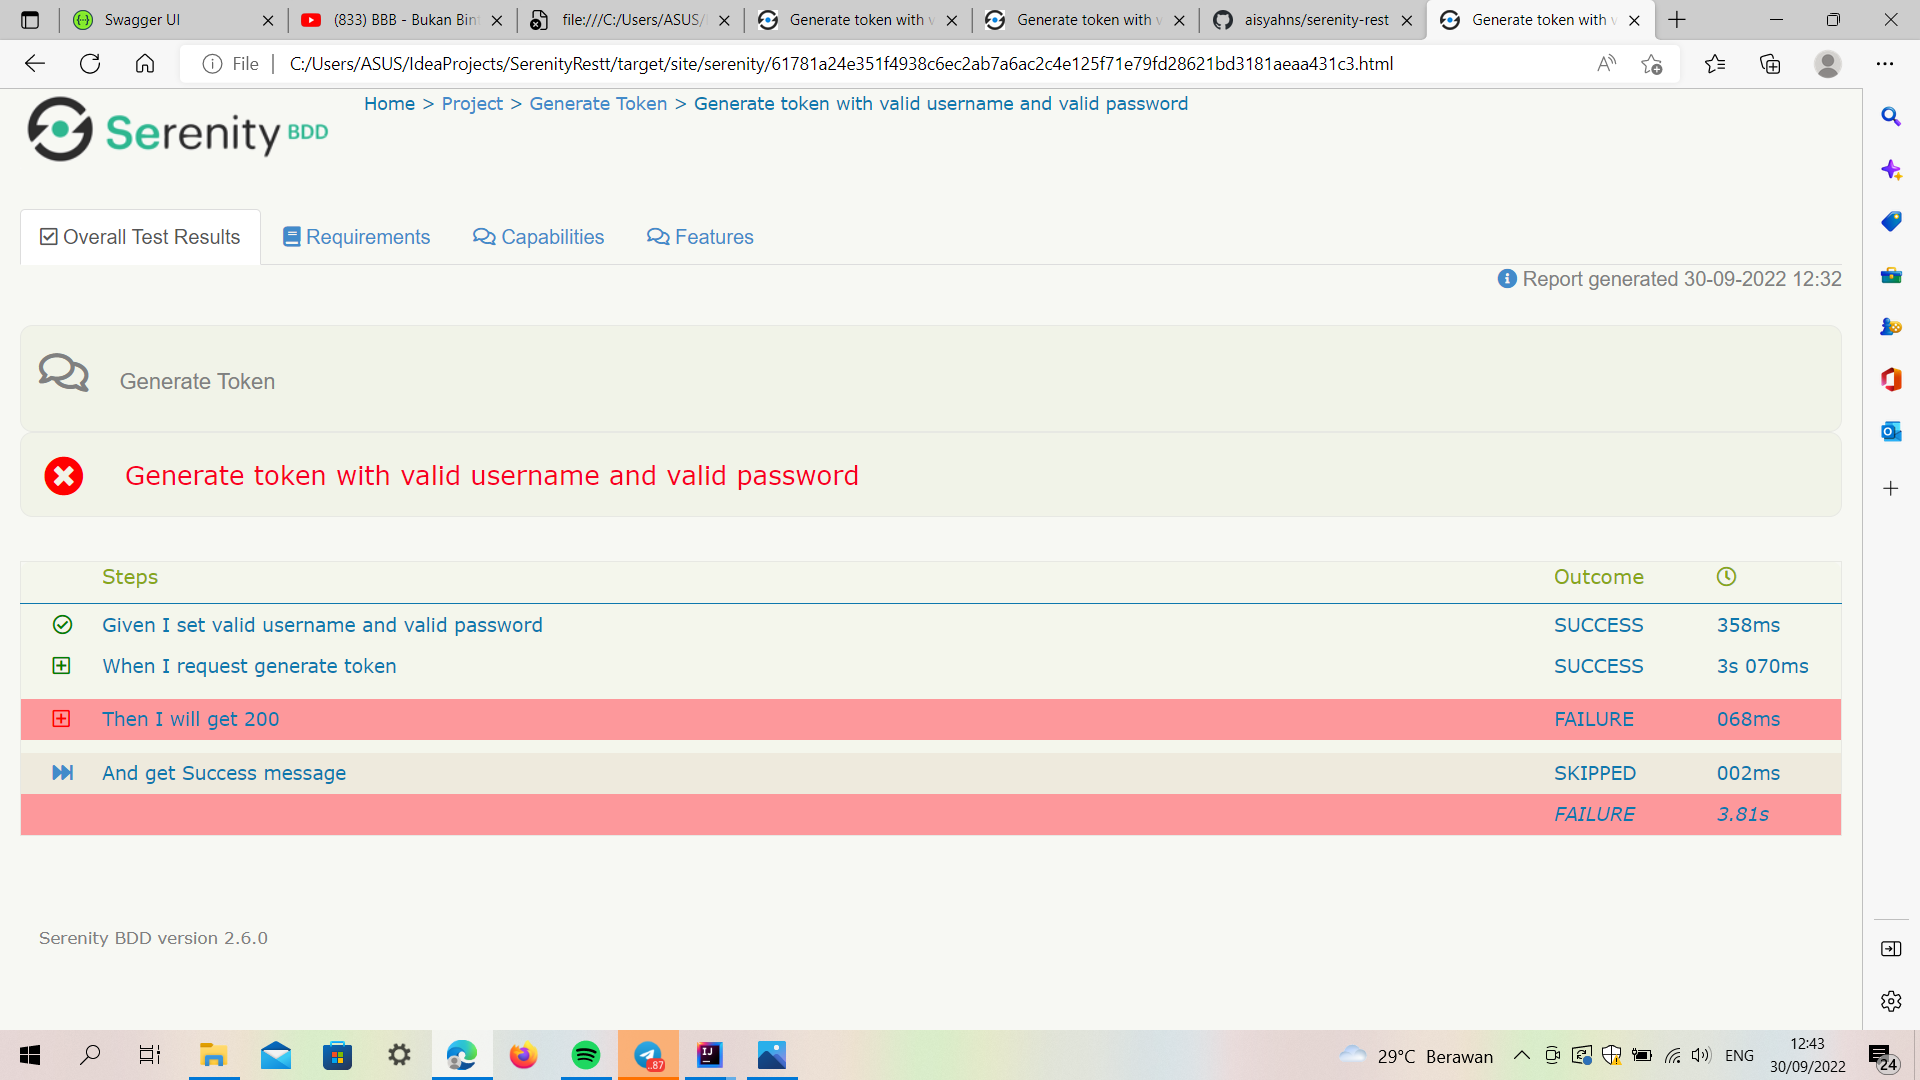 Swagger UI
(833) BBB - Bukan Bin
file:///C:/Users/ASUS/
Generate token with v
Generate token with v
aisyahns/serenity-rest
Generate token with v
File
C:/Users/ASUS/IdeaProjects/SerenityRestt/target/site/serenity/61781a24e351f4938c6ec2ab7a6ac2c4e125f71e79fd28621bd3181aeaa431c3.html
Serenity BDD
Home > Project > Generate Token > Generate token with valid username and valid password
Overall Test Results
Requirements
Capabilities
Features
Report generated 30-09-2022 12:32
Generate Token
Generate token with valid username and valid password
Steps Outcome
Given I set valid username and valid password SUCCESS 358ms
When I request generate token SUCCESS 3s 070ms
Then I will get 200 FAILURE 068ms
And get Success message SKIPPED 002ms
FAILURE 3.81s
Serenity BDD version 2.6.0
29°C Berawan
ENG
12:43
30/09/2022
24
..87
IJ